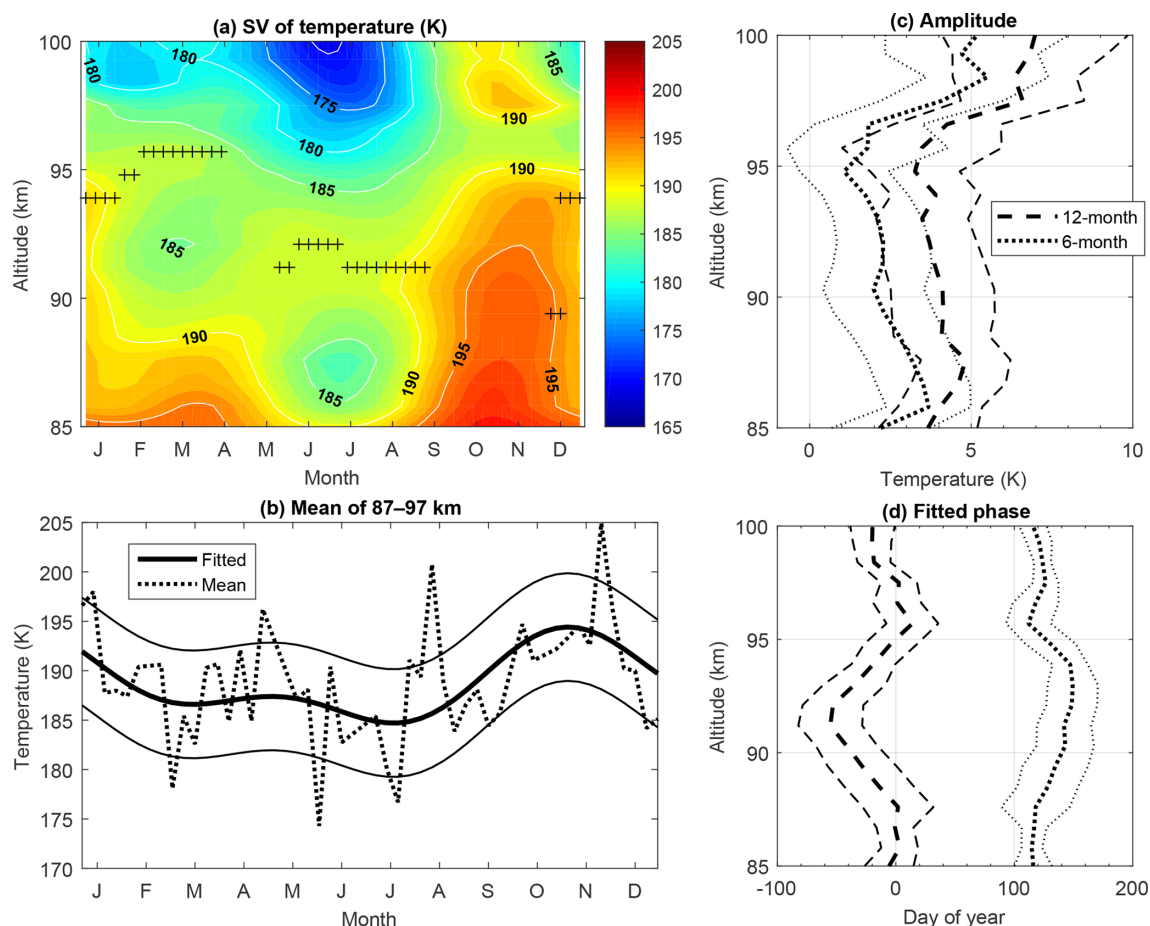 (a) SV of temperature (K)
100
95
90
85
Altitude (km)
180
180
175
180
185
185
190
190
185
190
185
190
195
195
J F M A M J J A S O N D
Month
205
200
195
190
185
180
175
170
165
(b) Mean of 87–97 km
205
200
195
190
185
180
175
170
Temperature (K)
Fitted
Mean
J F M A M J J A S O N D
Month
(c) Amplitude
100
95
90
85
Altitude (km)
12-month
6-month
0 5 10
Temperature (K)
(d) Fitted phase
100
95
90
85
Altitude (km)
-100 0 100 200
Day of year